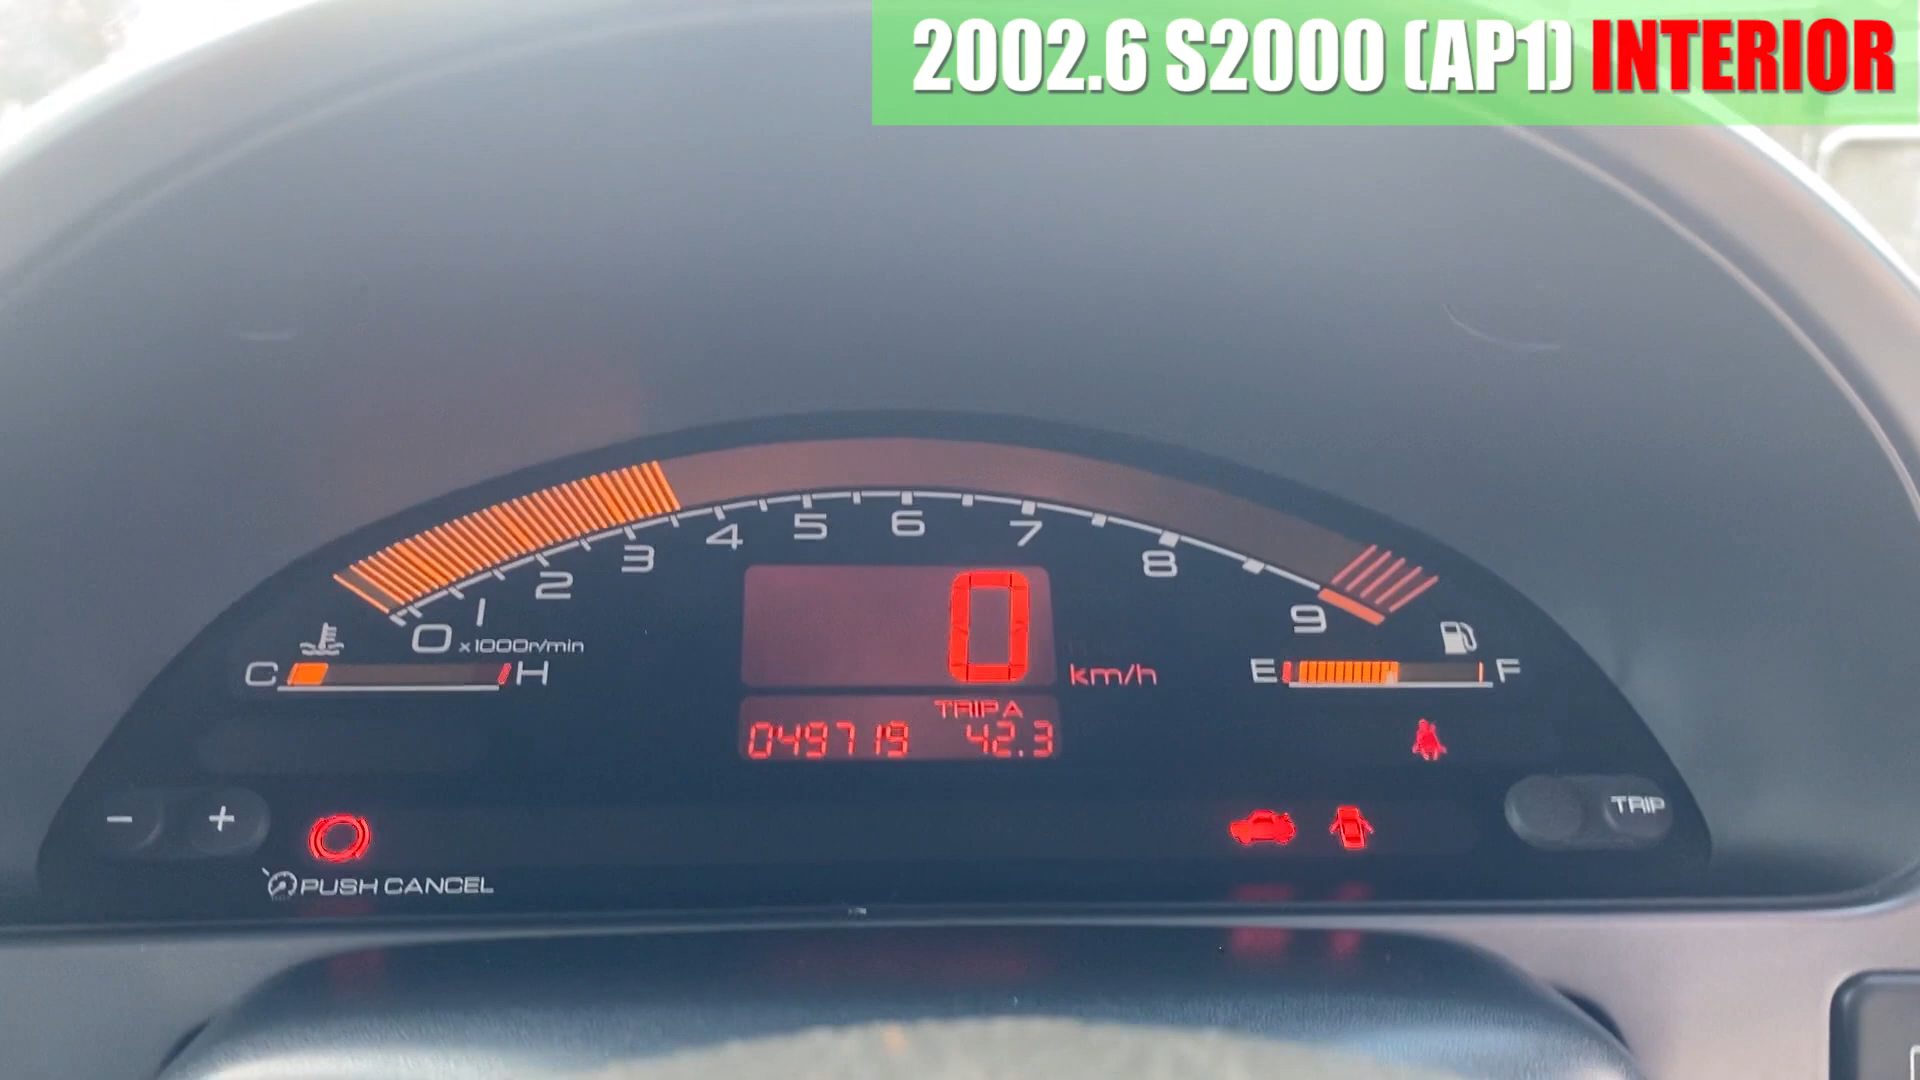 2002.6 S2000 (AP1) INTERIOR
0 1 2 3 4 5 6 7 8 9
x1000r/min
C H
0 km/h
E F
TRIP A
049719 42.3
- +
TRIP
PUSH CANCEL